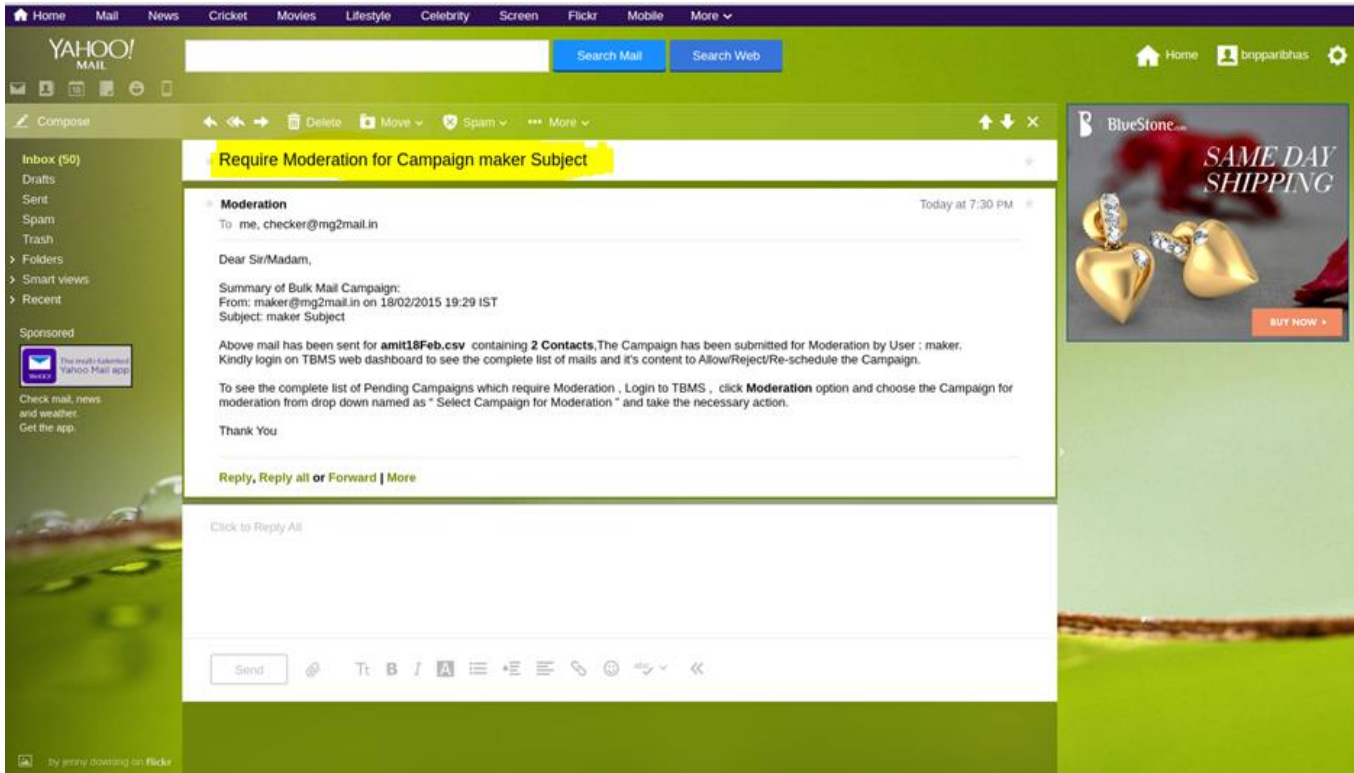 Home Mail News Cricket Movies Lifestyle Celebrity Screen Flickr Mobile More
YAHOO!
MAIL
Search Mail Search Web
Home bnpparibhas
Compose
Delete Move Spam More
Inbox (50)
Drafts
Sent
Spam
Trash
Folders
Smart views
Recent
Sponsored
The multi-talented
Yahoo Mail app
Check mail, news
and weather.
Get the app.
Require Moderation for Campaign maker Subject
Moderation Today at 7:30 PM
To me, checker@mg2mail.in
Dear Sir/Madam,
Summary of Bulk Mail Campaign:
From: maker@mg2mail.in on 18/02/2015 19:29 IST
Subject: maker Subject
Above mail has been sent for amit18Feb.csv containing 2 Contacts,The Campaign has been submitted for Moderation by User : maker.
Kindly login on TBMS web dashboard to see the complete list of mails and it's content to Allow/Reject/Re-schedule the Campaign.
To see the complete list of Pending Campaigns which require Moderation , Login to TBMS , click Moderation option and choose the Campaign for
moderation from drop down named as “ Select Campaign for Moderation ” and take the necessary action.
Thank You
Reply, Reply all or Forward | More
Click to Reply All
Send Tt B I A
BlueStone.com
SAME DAY
SHIPPING
BUY NOW
by jenny downing on flickr